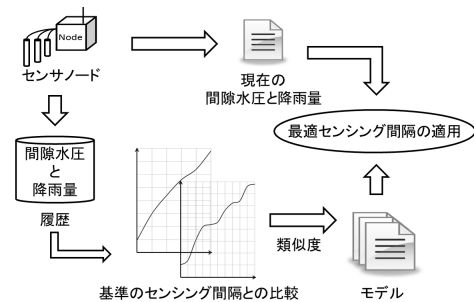 Node
センサノード
現在の
間隙水圧と降雨量
最適センシング間隔の適用
間隙水圧
と
降雨量
履歴
類似度
基準のセンシング間隔との比較
モデル